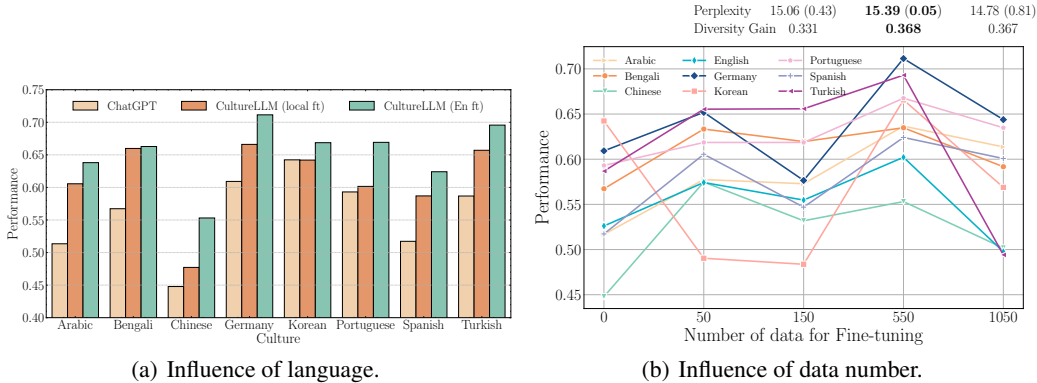 Perplexity 15.06 (0.43) 15.39 (0.05) 14.78 (0.81)
Diversity Gain 0.331 0.368 0.367
0.75
0.70
0.65
0.60
0.55
0.50
0.45
0.40
Performance
ChatGPT CultureLLM (local ft) CultureLLM (En ft)
Arabic Bengali Chinese Germany Korean Portuguese Spanish Turkish
Culture
(a) Influence of language.
0.70
0.65
0.60
0.55
0.50
0.45
Performance
Arabic English Portuguese
Bengali Germany Spanish
Chinese Korean Turkish
0 50 150 550 1050
Number of data for Fine-tuning
(b) Influence of data number.